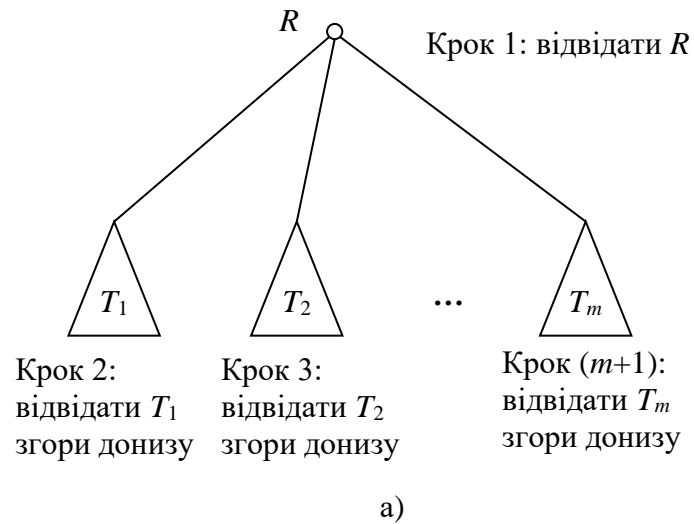 R
Крок 1: відвідати R
T1
T2
...
Tm
Крок 2:
відвідати T1
згори донизу
Крок 3:
відвідати T2
згори донизу
Крок (m+1):
відвідати Tm
згори донизу
а)